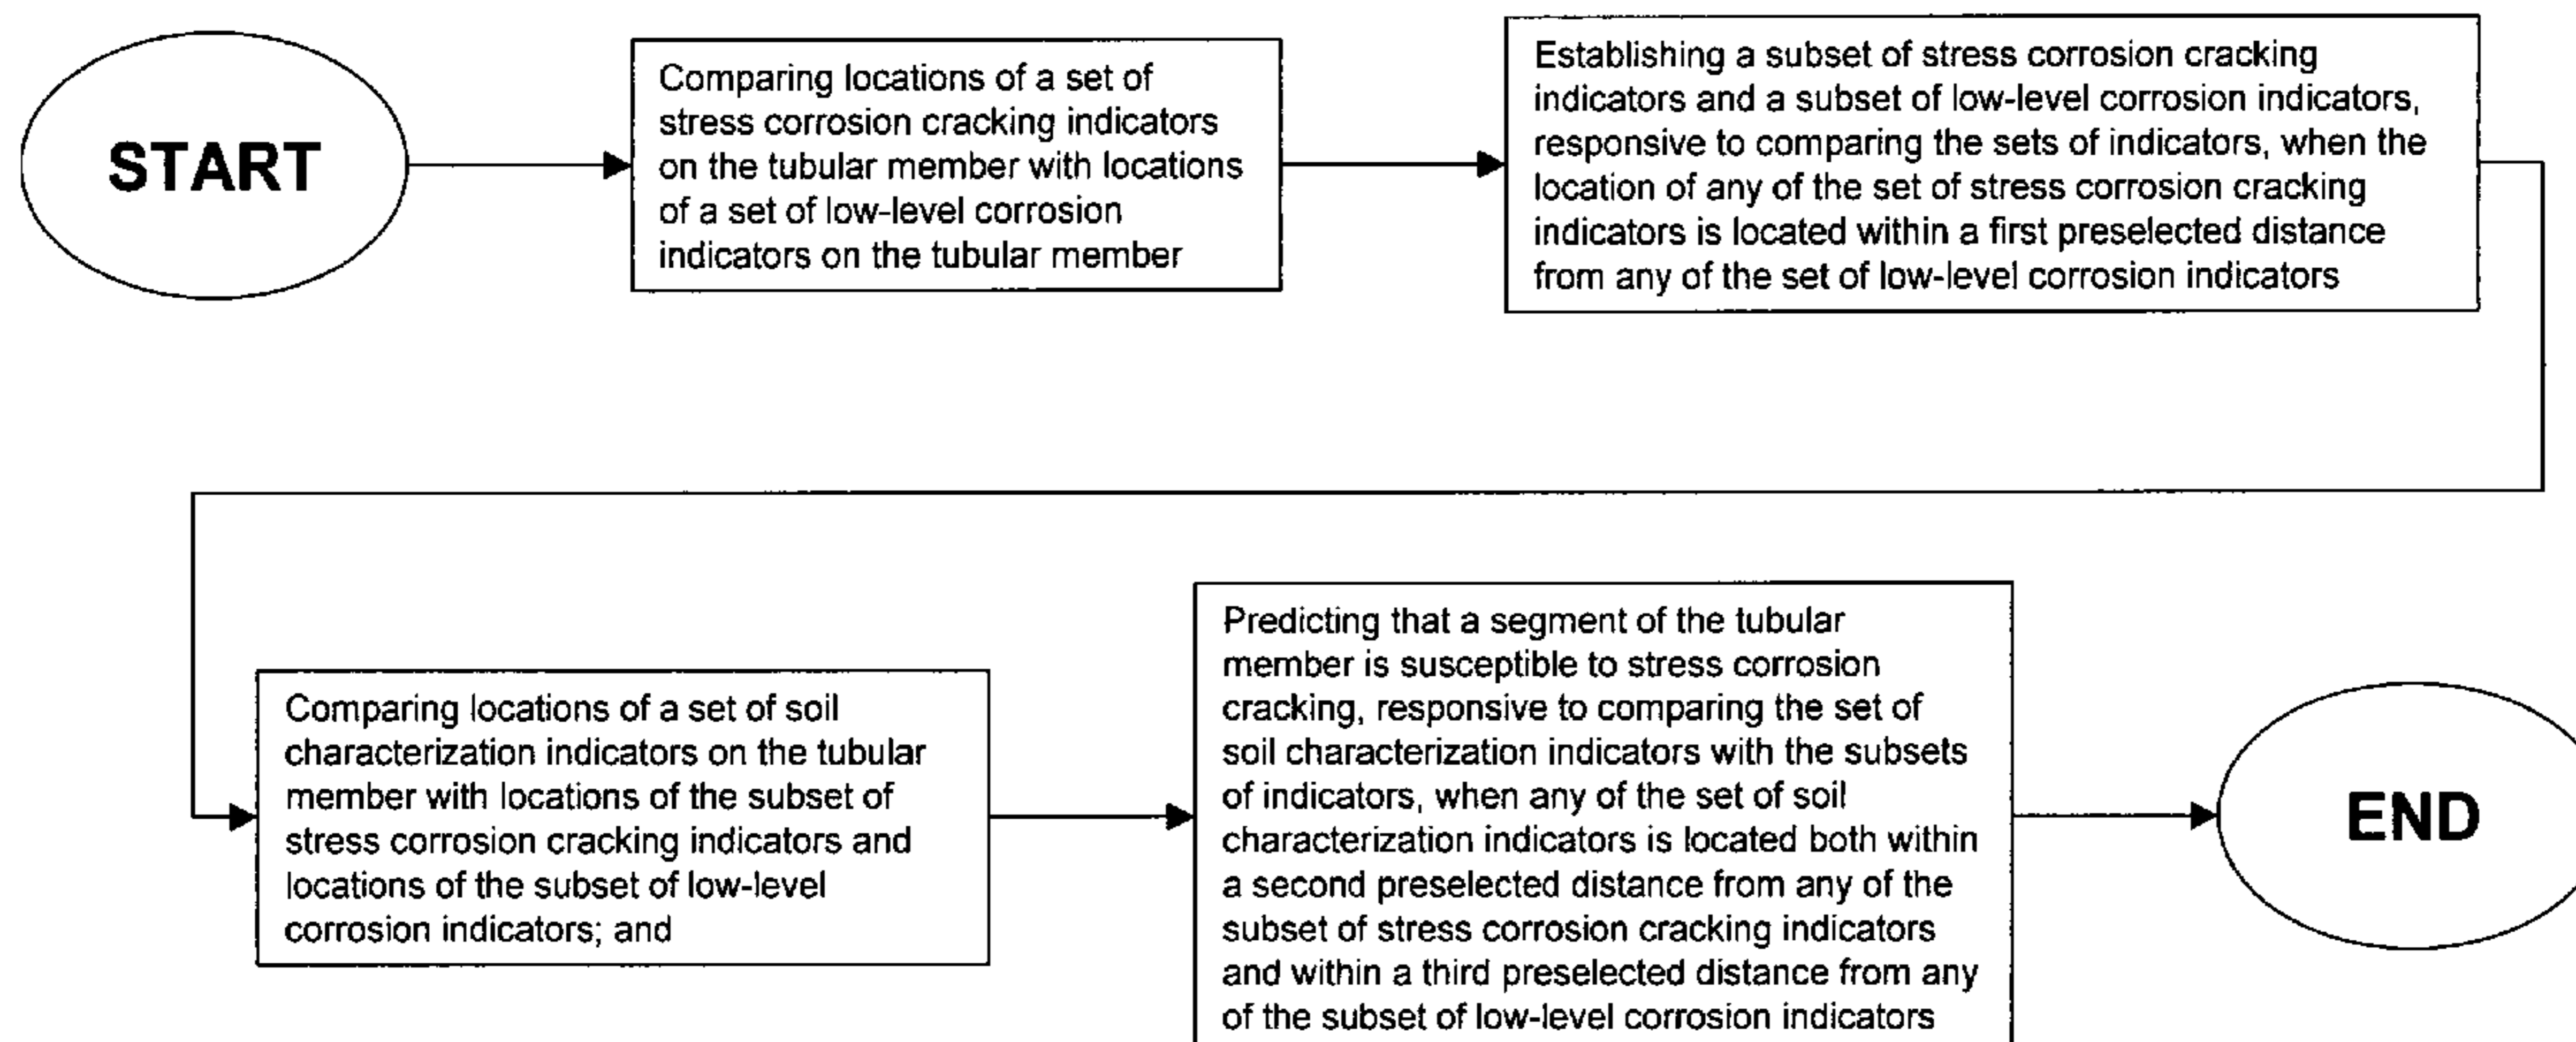 START
Comparing locations of a set of
stress corrosion cracking indicators
on the tubular member with locations
of a set of low-level corrosion
indicators on the tubular member
Establishing a subset of stress corrosion cracking
indicators and a subset of low-level corrosion indicators,
responsive to comparing the sets of indicators, when the
location of any of the set of stress corrosion cracking
indicators is located within a first preselected distance
from any of the set of low-level corrosion indicators
Comparing locations of a set of soil
characterization indicators on the tubular
member with locations of the subset of
stress corrosion cracking indicators and
locations of the subset of low-level
corrosion indicators; and
Predicting that a segment of the tubular
member is susceptible to stress corrosion
cracking, responsive to comparing the set of
soil characterization indicators with the subsets
of indicators, when any of the set of soil
characterization indicators is located both within
a second preselected distance from any of the
subset of stress corrosion cracking indicators
and within a third preselected distance from any
of the subset of low-level corrosion indicators
END